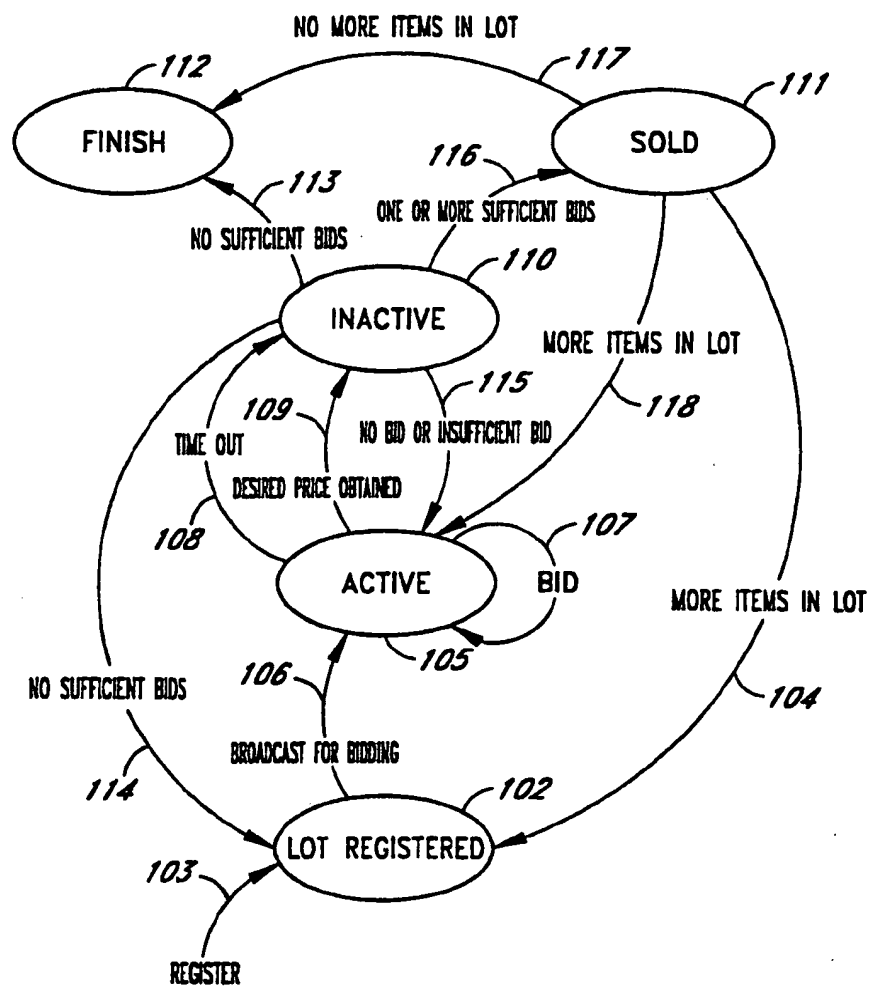 NO MORE ITEMS IN LOT
112
117
111
FINISH
SOLD
116
113
ONE OR MORE SUFFICIENT BIDS
NO SUFFICIENT BIDS
110
INACTIVE
MORE ITEMS IN LOT
115
109
118
TIME OUT
NO BID OR INSUFFICIENT BID
DESIRED PRICE OBTAINED
107
108
ACTIVE
BID
MORE ITEMS IN LOT
105
106
NO SUFFICIENT BIDS
104
BROADCAST FOR BIDDING
114
102
LOT REGISTERED
103
REGISTER